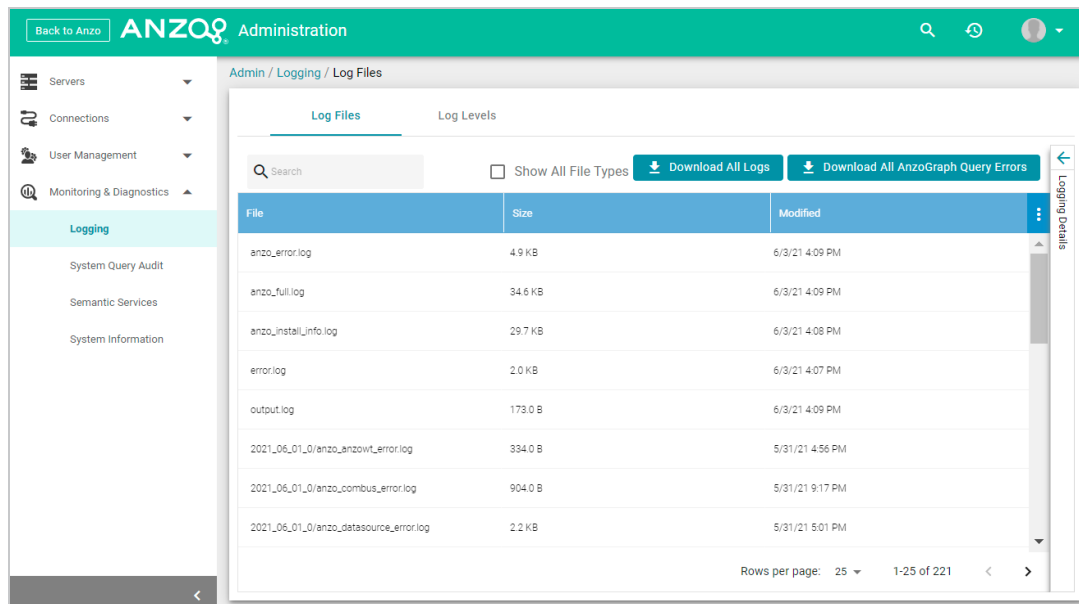 Back to Anzo ANZO Administration
Servers
Connections
User Management
Monitoring & Diagnostics
Logging
System Query Audit
Semantic Services
System Information
Admin / Logging / Log Files
Log Files Log Levels
Search Show All File Types Download All Logs Download All AnzoGraph Query Errors
File Size Modified
anzo_error.log 4.9 KB 6/3/21 4:09 PM
anzo_full.log 34.6 KB 6/3/21 4:09 PM
anzo_install_info.log 29.7 KB 6/3/21 4:08 PM
error.log 2.0 KB 6/3/21 4:07 PM
output.log 173.0 B 6/3/21 4:09 PM
2021_06_01_0/anzo_anzowt_error.log 334.0 B 5/31/21 4:56 PM
2021_06_01_0/anzo_combus_error.log 904.0 B 5/31/21 9:17 PM
2021_06_01_0/anzo_datasource_error.log 2.2 KB 5/31/21 5:01 PM
Rows per page: 25 1-25 of 221
Logging Details